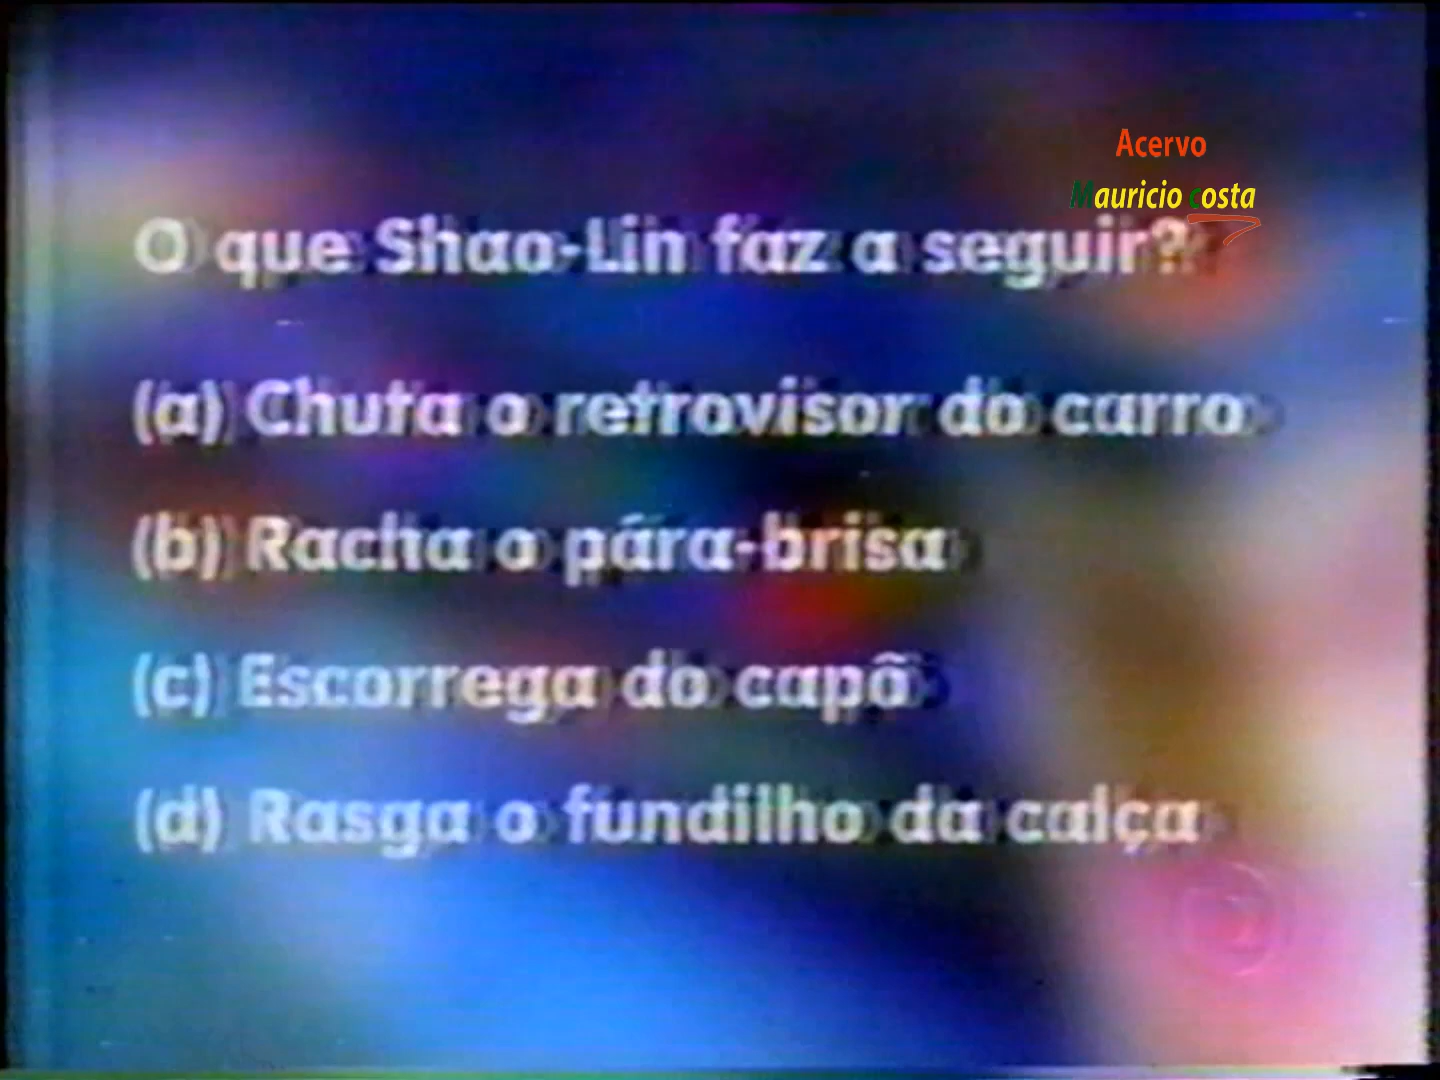 Acervo
Mauricio costa
O que Shao-Lin faz a seguir?
(a) Chuta o retrovisor do carro
(b) Racha o pára-brisa
(c) Escorrega do capô
(d) Rasga o fundilho da calça